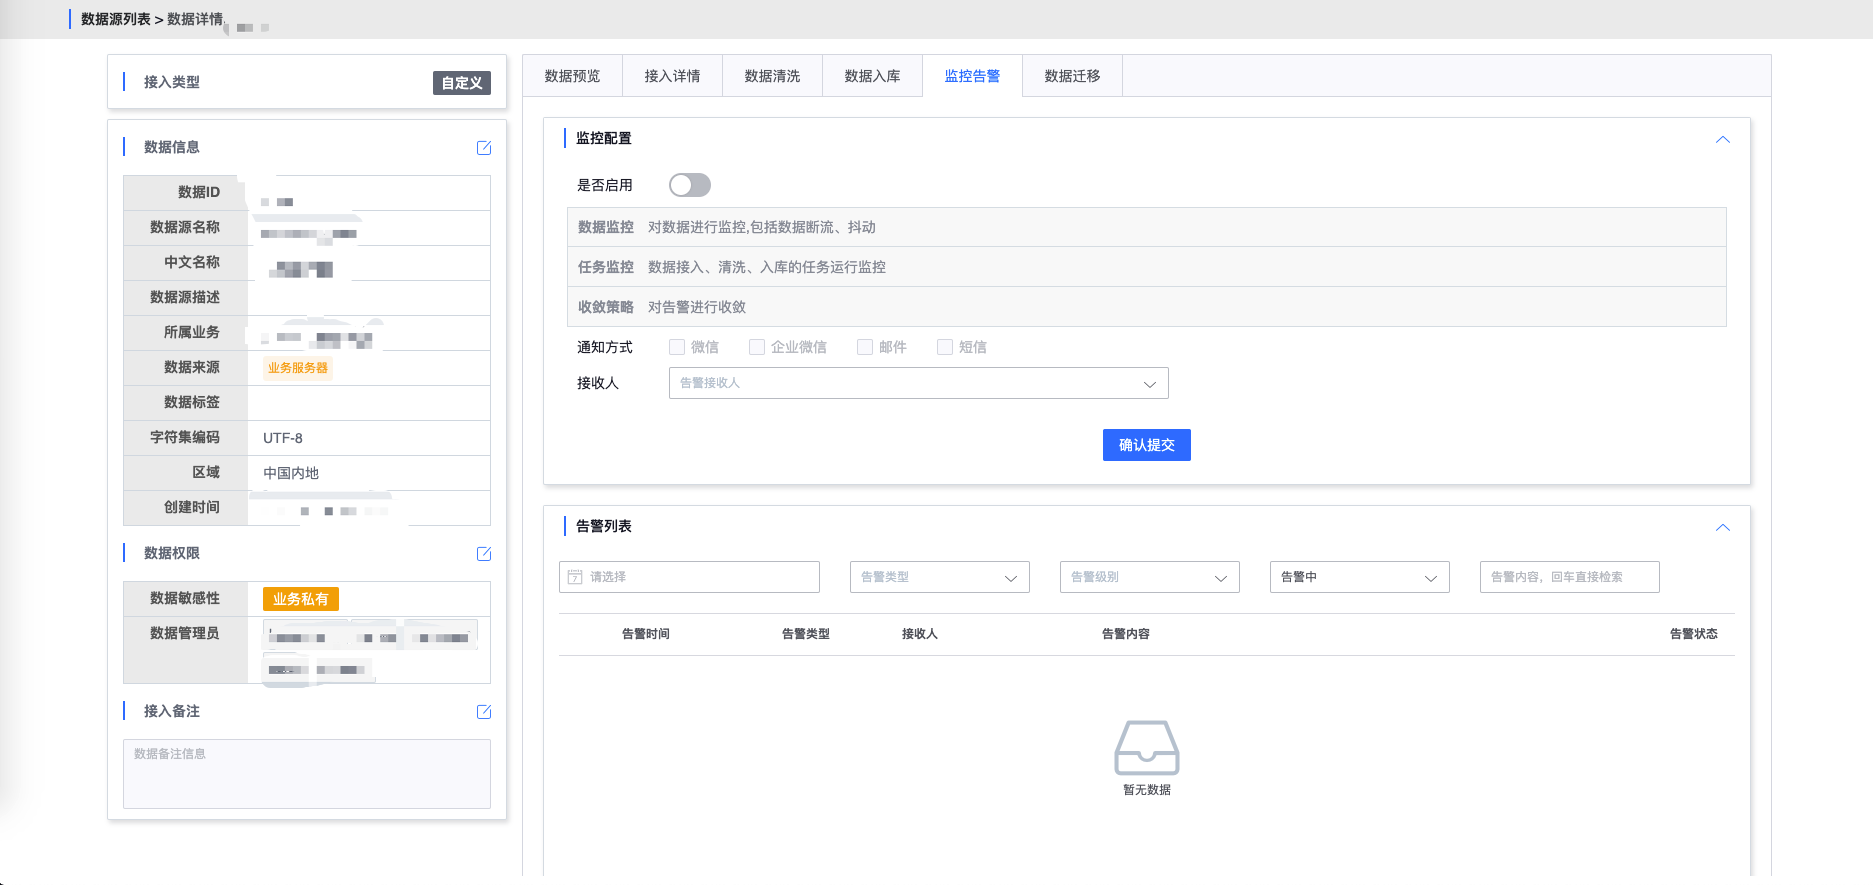 数据源列表 > 数据详情
接入类型
自定义
数据信息
数据ID
数据源名称
中文名称
数据源描述
所属业务
数据来源
业务服务器
数据标签
字符集编码
UTF-8
区域
中国内地
创建时间
数据权限
数据敏感性
业务私有
数据管理员
接入备注
数据备注信息
数据预览
接入详情
数据清洗
数据入库
监控告警
数据迁移
监控配置
是否启用
数据监控 对数据进行监控,包括数据断流、抖动
任务监控 数据接入、清洗、入库的任务运行监控
收敛策略 对告警进行收敛
通知方式 微信 企业微信 邮件 短信
接收人 告警接收人
确认提交
告警列表
7 请选择 告警类型 告警级别 告警中 告警内容，回车直接检索
告警时间 告警类型 接收人 告警内容 告警状态
暂无数据